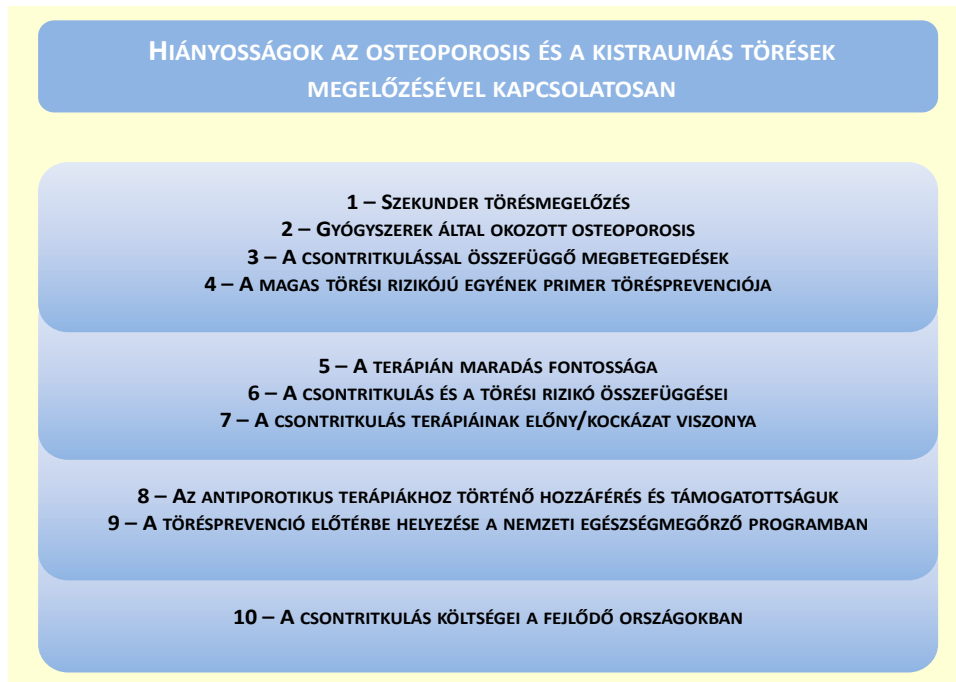 HIÁNYOSSÁGOK AZ OSTEOPOROSIS ÉS A KISTRAUMÁS TÖRÉSEK
MEGELŐZÉSÉVEL KAPCSOLATOSAN
1 – SZEKUNDER TÖRÉSMEGELŐZÉS
2 – GYÓGYSZEREK ÁLTAL OKOZOTT OSTEOPOROSIS
3 – A CSONTRITKULÁSSAL ÖSSZEFÜGGŐ MEGBETEGEDÉSEK
4 – A MAGAS TÖRÉSI RIZIKÓJÚ EGYÉNEK PRIMER TÖRÉSPREVENCIÓJA
5 – A TERÁPIÁN MARADÁS FONTOSSÁGA
6 – A CSONTRITKULÁS ÉS A TÖRÉSI RIZIKÓ ÖSSZEFÜGGÉSEI
7 – A CSONTRITKULÁS TERÁPIÁINAK ELŐNY/KOCKÁZAT VISZONYA
8 – AZ ANTIPOROTIKUS TERÁPIÁKHOZ TÖRTÉNŐ HOZZÁFÉRÉS ÉS TÁMOGATOTTSÁGUK
9 – A TÖRÉSPREVENCIÓ ELŐTÉRBE HELYEZÉSE A NEMZETI EGÉSZSÉGMEGŐRZŐ PROGRAMBAN
10 – A CSONTRITKULÁS KÖLTSÉGEI A FEJLŐDŐ ORSZÁGOKBAN